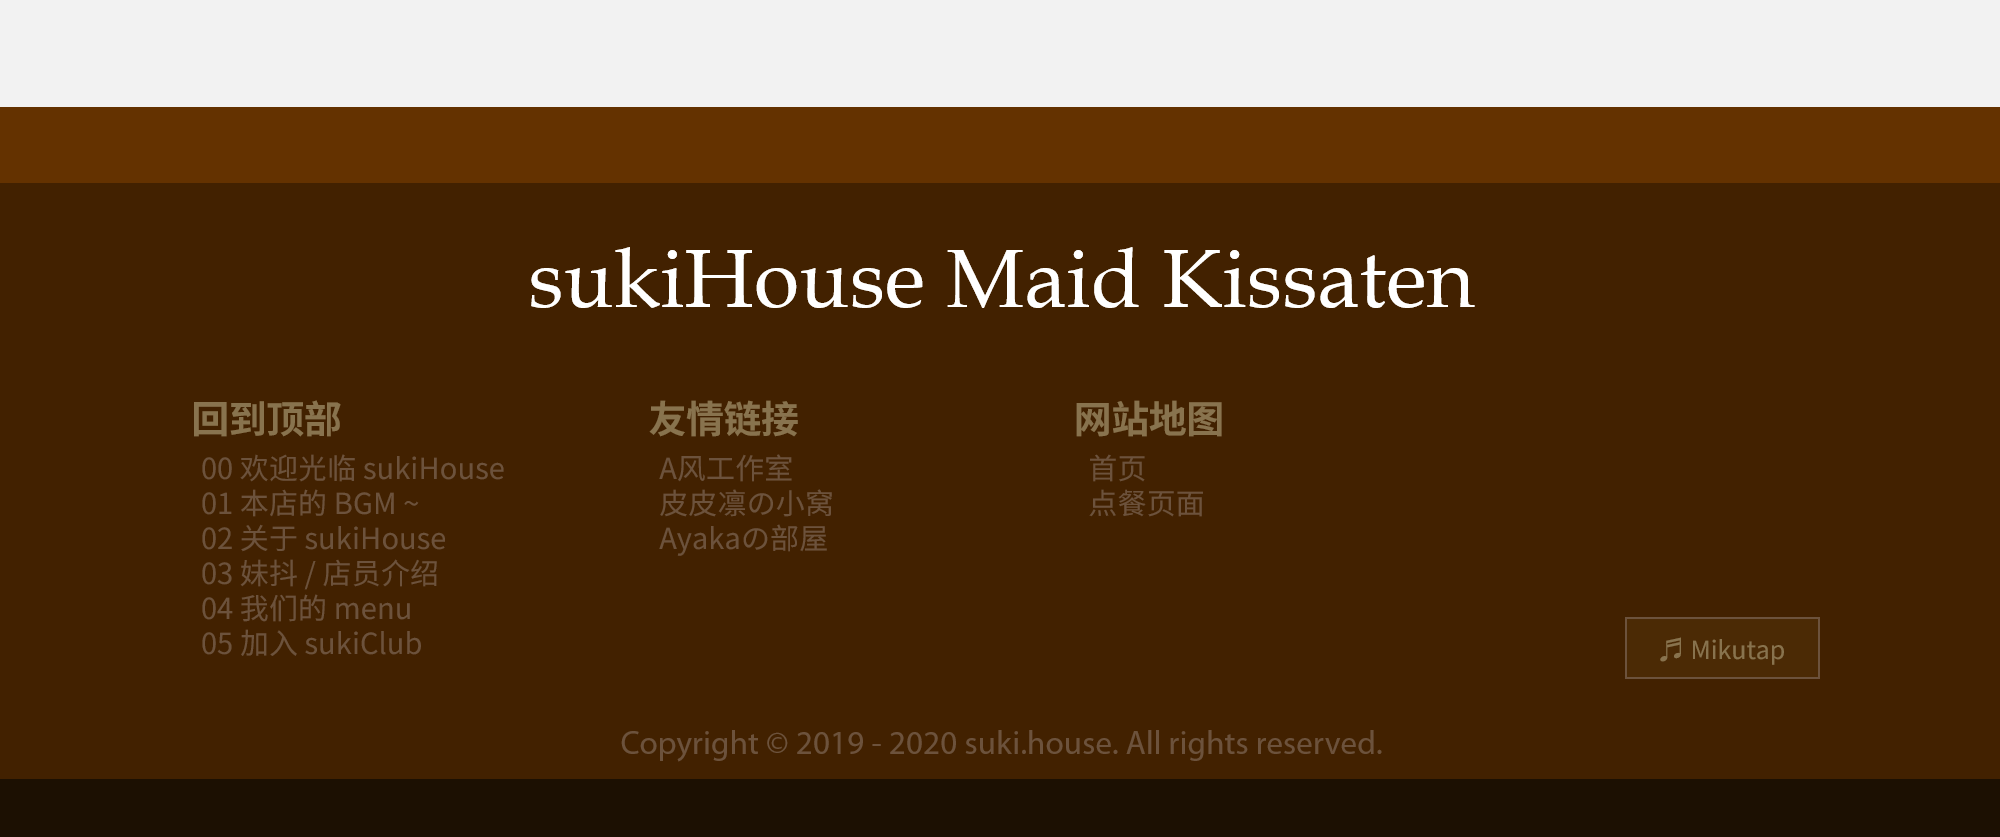 sukiHouse Maid Kissaten
回到顶部
00 欢迎光临 sukiHouse
01 本店的 BGM ~
02 关于 sukiHouse
03 妹抖 / 店员介绍
04 我们的 menu
05 加入 sukiClub
友情链接
A风工作室
皮皮凛の小窝
Ayakaの部屋
网站地图
首页
点餐页面
♬ Mikutap
Copyright © 2019 - 2020 suki.house. All rights reserved.